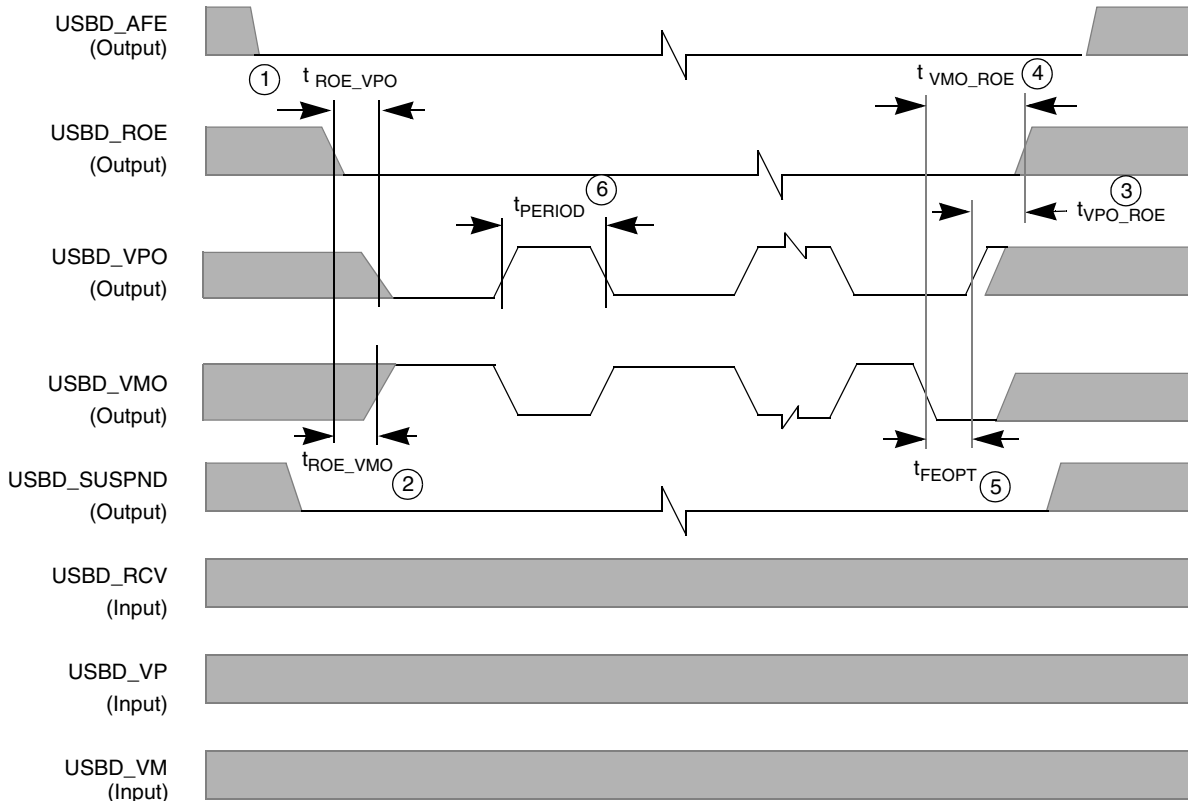 USBD_AFE
(Output)
1
t ROE_VPO
t VMO_ROE
4
USBD_ROE
(Output)
6
tPERIOD
3
tVPO_ROE
USBD_VPO
(Output)
USBD_VMO
(Output)
tROE_VMO
2
tFEOPT
5
USBD_SUSPND
(Output)
USBD_RCV
(Input)
USBD_VP
(Input)
USBD_VM
(Input)